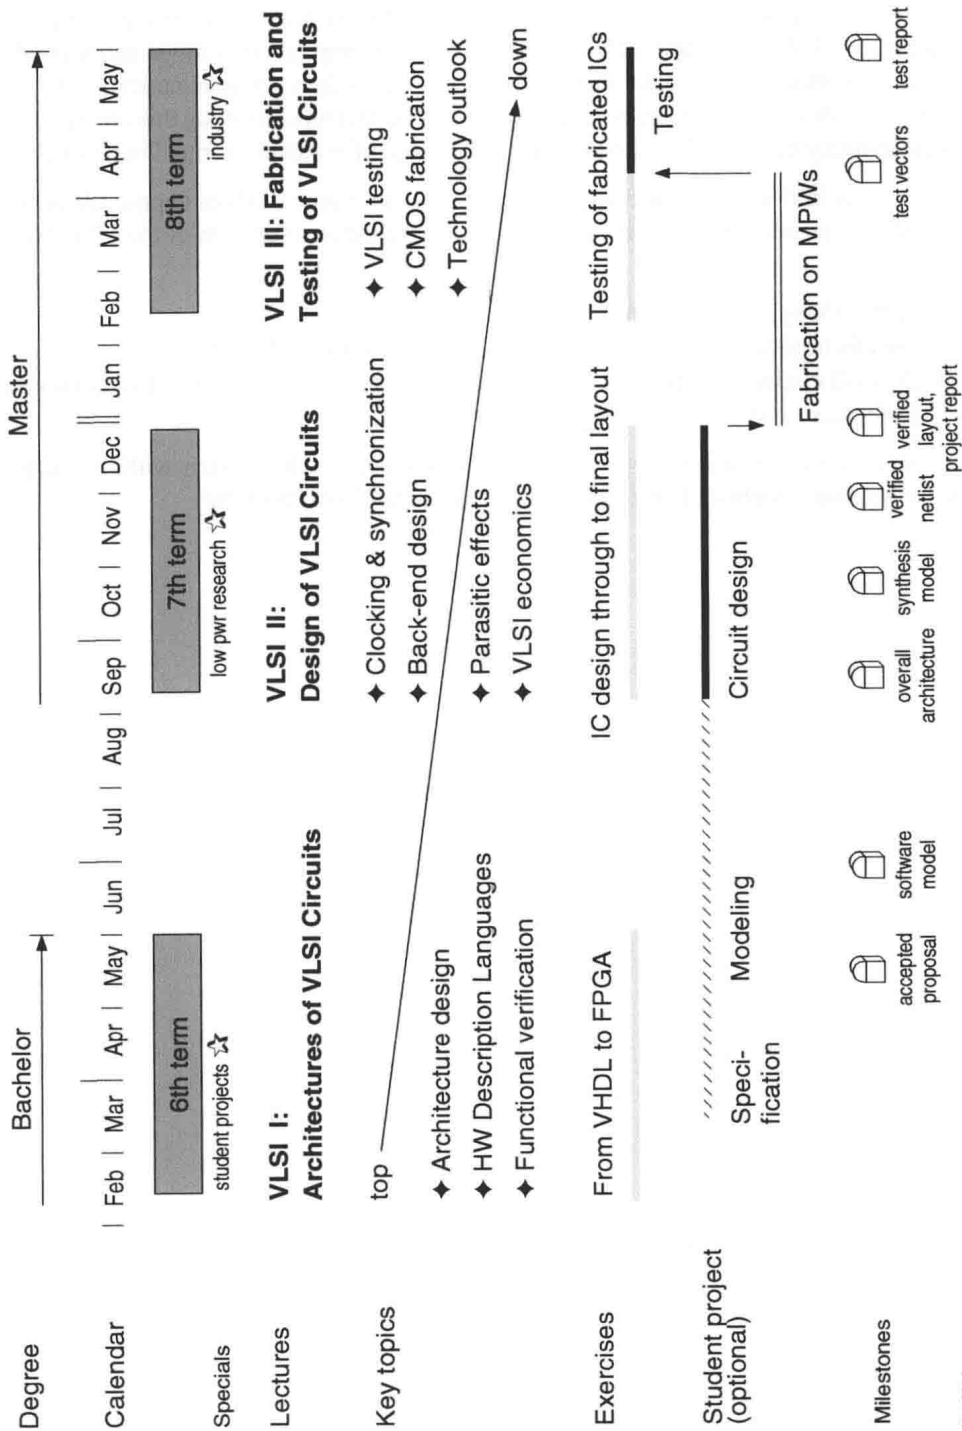 Degree
Bachelor
Master
Calendar
| Feb | Mar | Apr | May | Jun | Jul | Aug | Sep | Oct | Nov | Dec || Jan | Feb | Mar | Apr | May |
6th term
7th term
8th term
Specials
student projects ☆
low pwr research ☆
industry ☆
Lectures
VLSI I:
Architectures of VLSI Circuits
VLSI II:
Design of VLSI Circuits
VLSI III: Fabrication and
Testing of VLSI Circuits
Key topics
top
✦ Architecture design
✦ HW Description Languages
✦ Functional verification
✦ Clocking & synchronization
✦ Back-end design
✦ Parasitic effects
✦ VLSI economics
✦ VLSI testing
✦ CMOS fabrication
✦ Technology outlook
down
Exercises
From VHDL to FPGA
IC design through to final layout
Testing of fabricated ICs
Student project
(optional)
Speci-
fication
Modeling
Circuit design
Testing
Fabrication on MPWs
Milestones
accepted
proposal
software
model
overall
architecture
synthesis
model
verified
netlist
verified
layout,
project report
test vectors
test report